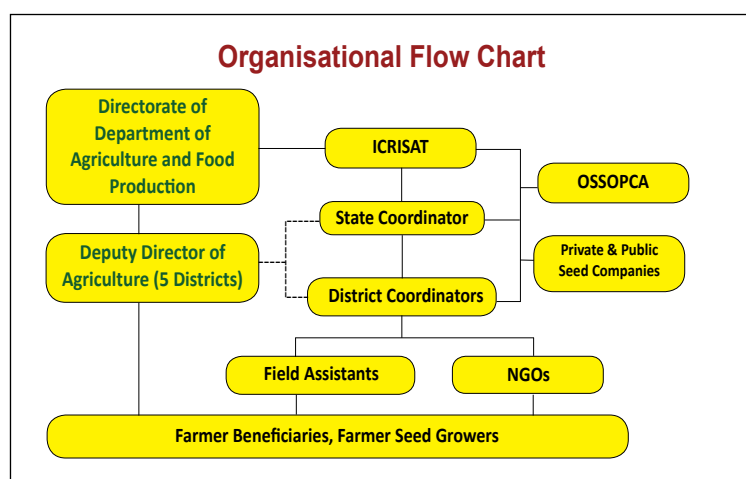 Organisational Flow Chart
Directorate of
Department of
Agriculture and Food
Production
ICRISAT
OSSOPCA
State Coordinator
Deputy Director of
Agriculture (5 Districts)
Private & Public
Seed Companies
District Coordinators
Field Assistants
NGOs
Farmer Beneficiaries, Farmer Seed Growers